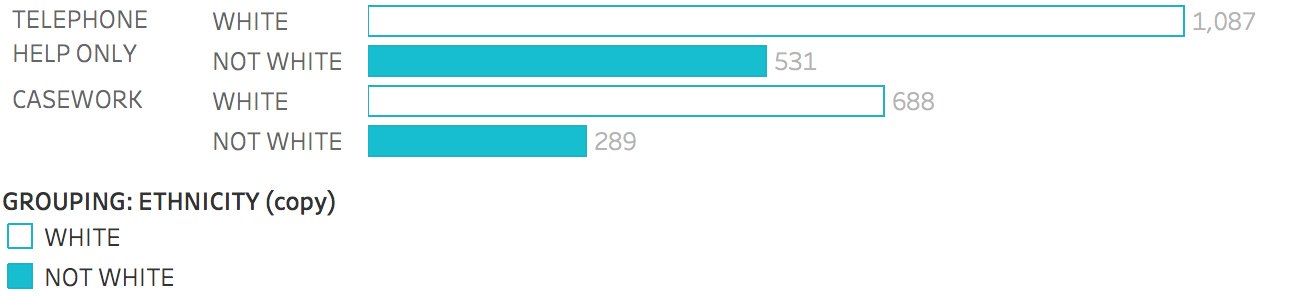 TELEPHONE WHITE 1,087
HELP ONLY NOT WHITE 531
CASEWORK WHITE 688
NOT WHITE 289
GROUPING: ETHNICITY (copy)
WHITE
NOT WHITE